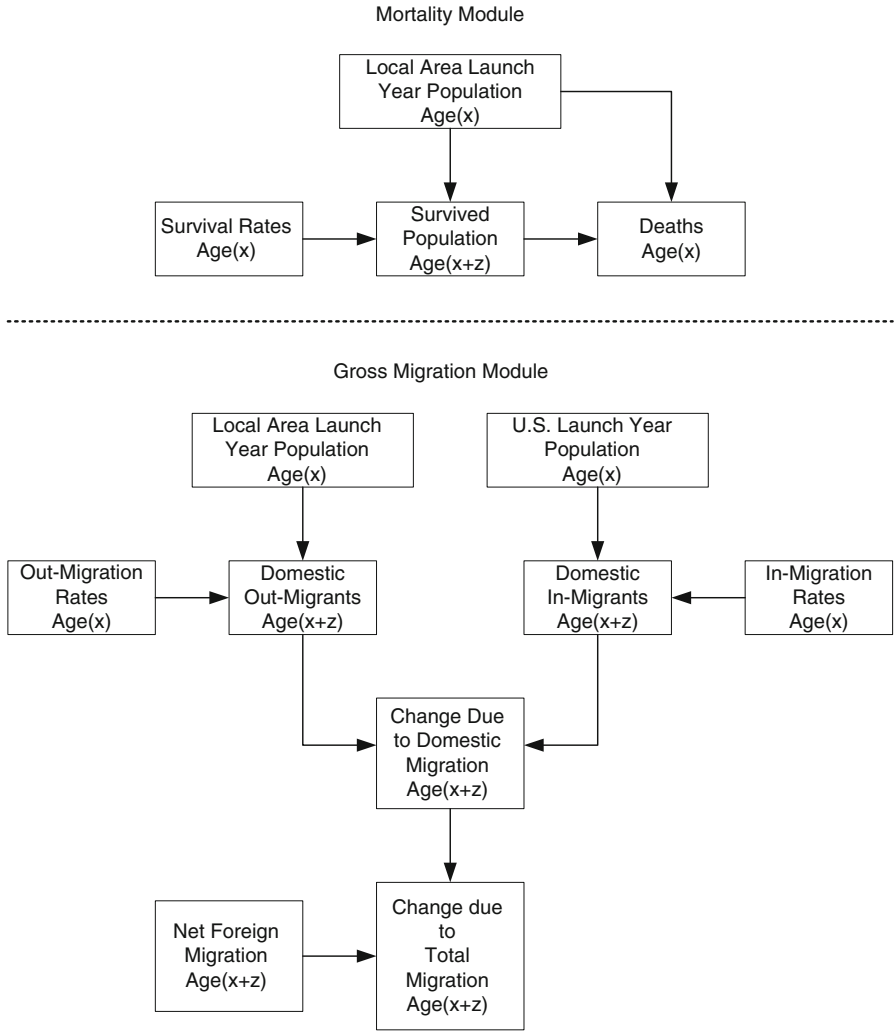 Mortality Module
Local Area Launch
Year Population
Age(x)
Survival Rates
Age(x)
Survived
Population
Age(x+z)
Deaths
Age(x)
Gross Migration Module
Local Area Launch
Year Population
Age(x)
U.S. Launch Year
Population
Age(x)
Out-Migration
Rates
Age(x)
Domestic
Out-Migrants
Age(x+z)
Domestic
In-Migrants
Age(x+z)
In-Migration
Rates
Age(x)
Change Due
to Domestic
Migration
Age(x+z)
Net Foreign
Migration
Age(x+z)
Change due
to
Total
Migration
Age(x+z)